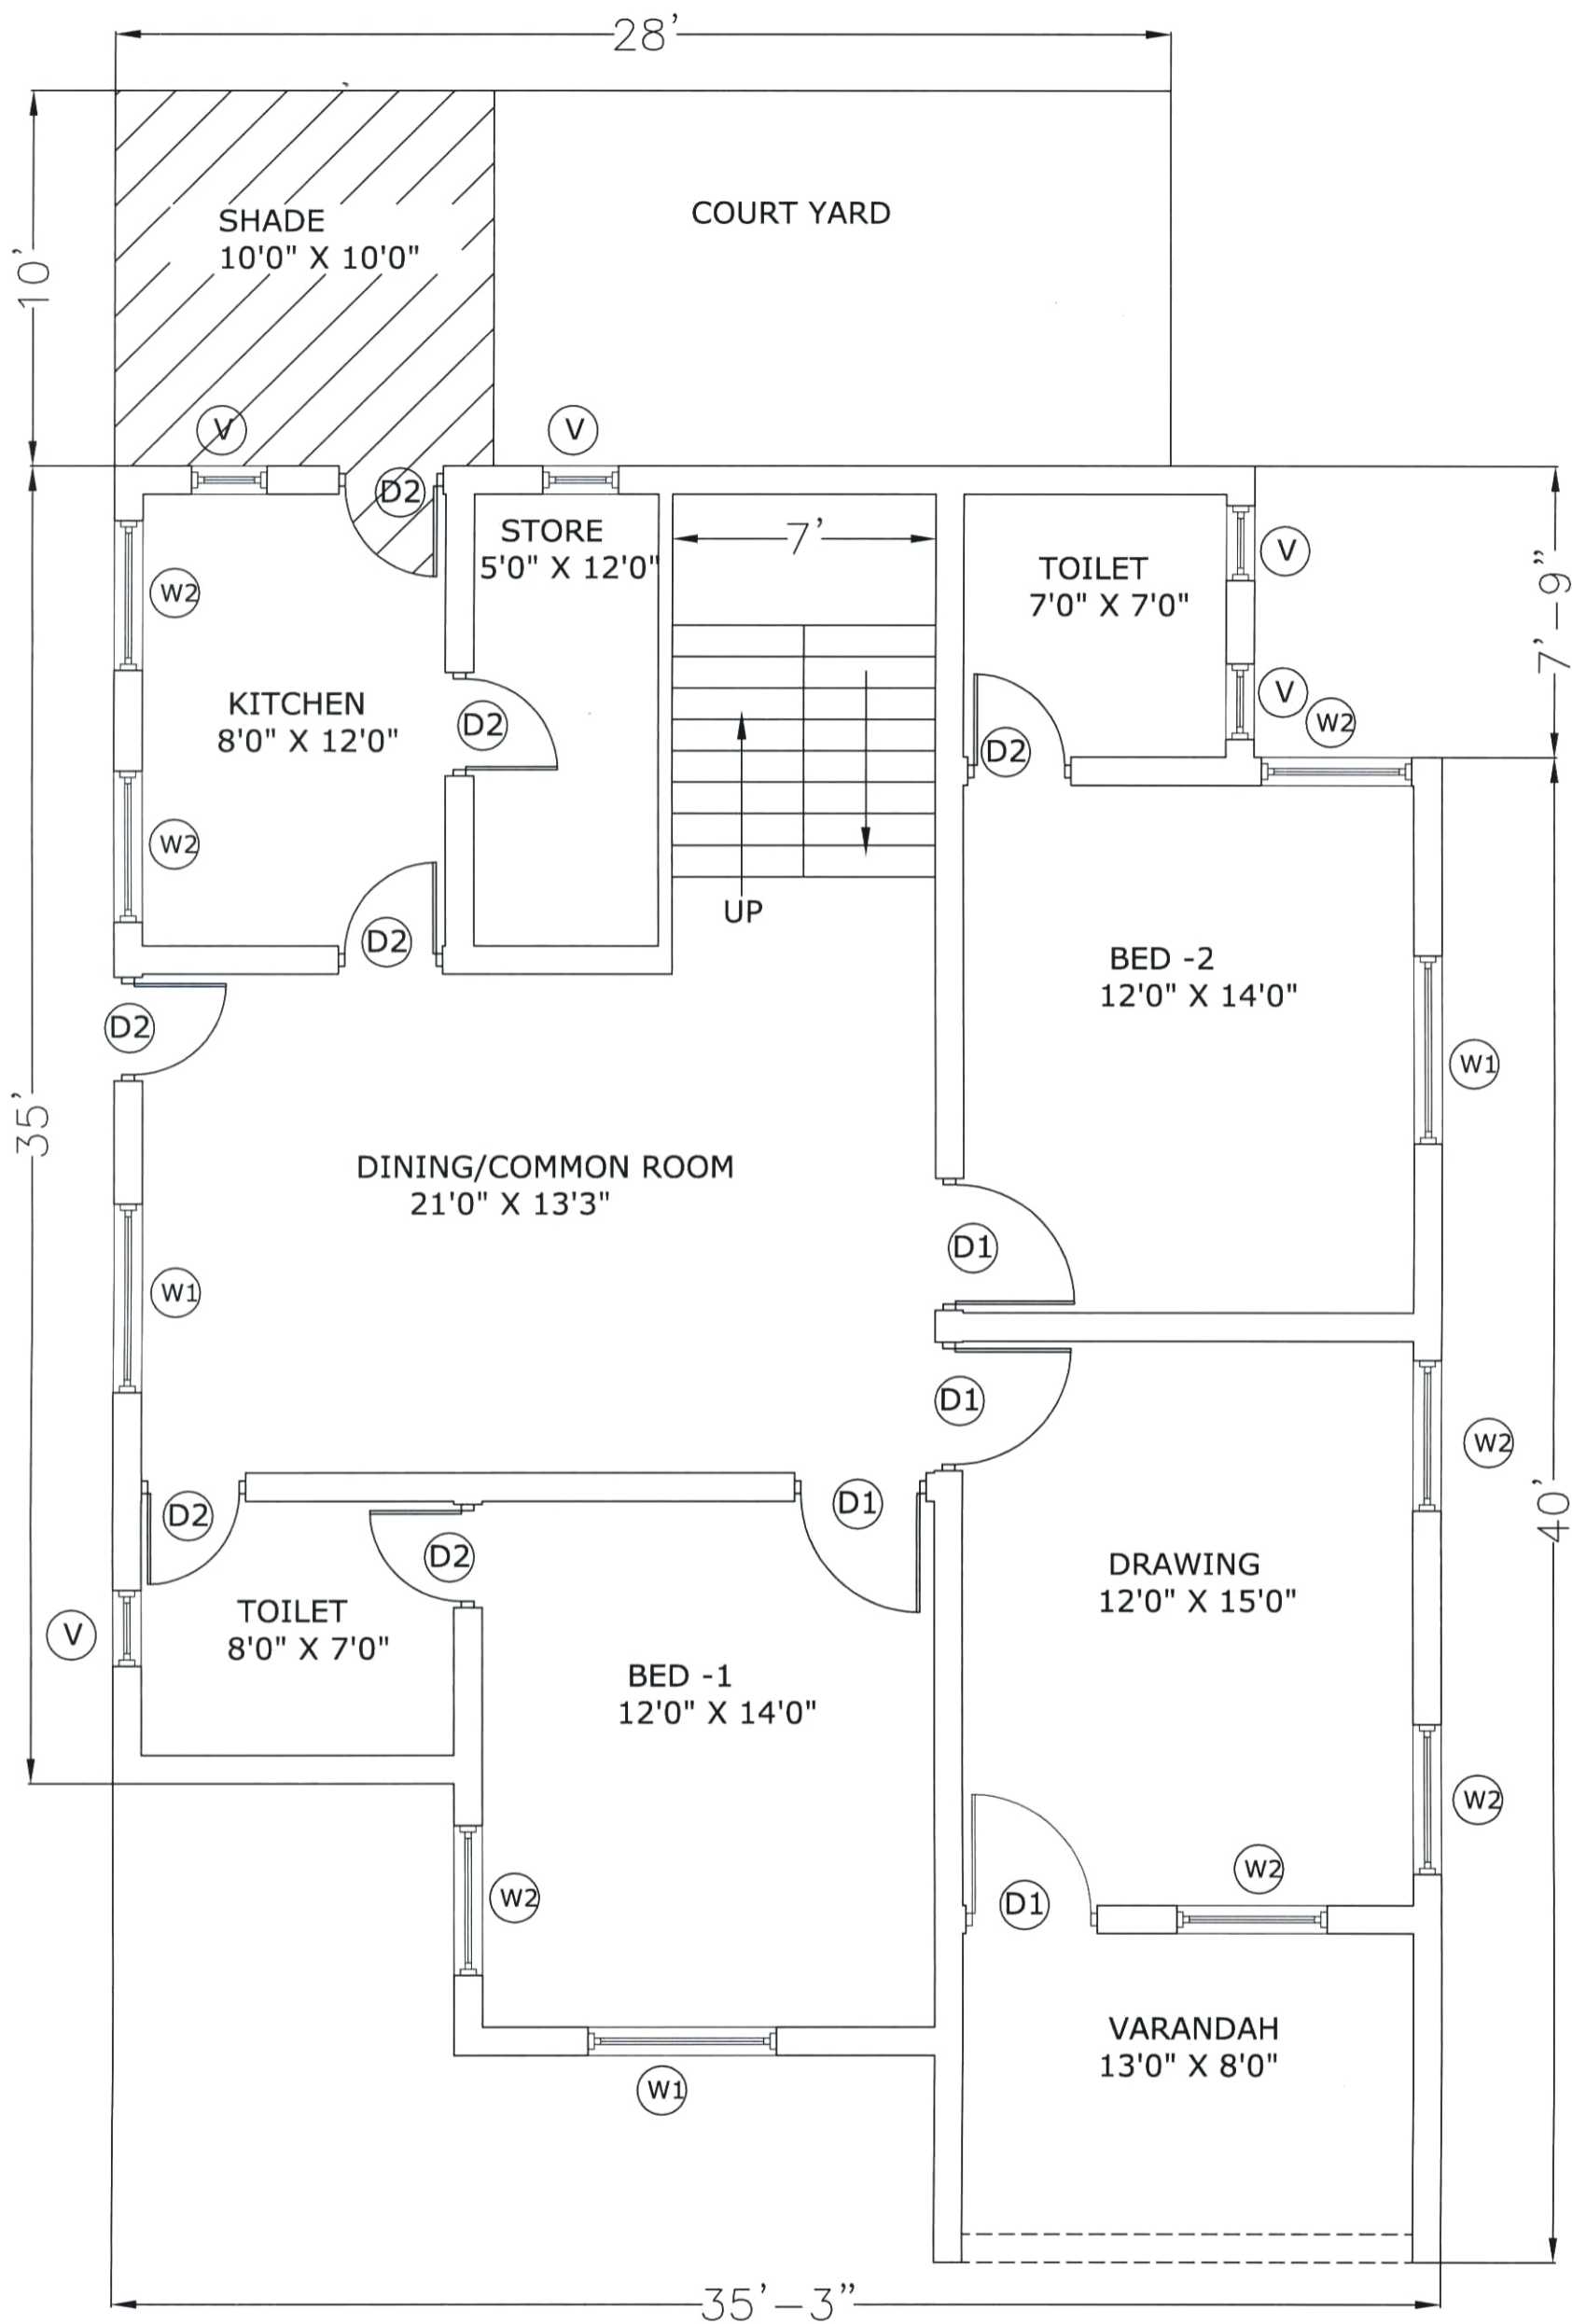 28'
10'
SHADE
10'0" X 10'0"
COURT YARD
V
V
D2
STORE
5'0" X 12'0"
7'
TOILET
7'0" X 7'0"
V
7'-9"
W2
KITCHEN
8'0" X 12'0"
D2
V
W2
D2
W2
UP
D2
BED -2
12'0" X 14'0"
D2
W1
35'
DINING/COMMON ROOM
21'0" X 13'3"
D1
W1
D1
W2
D2
D1
40'
D2
TOILET
8'0" X 7'0"
V
DRAWING
12'0" X 15'0"
BED -1
12'0" X 14'0"
W2
W2
W2
D1
VARANDAH
13'0" X 8'0"
W1
35'-3"